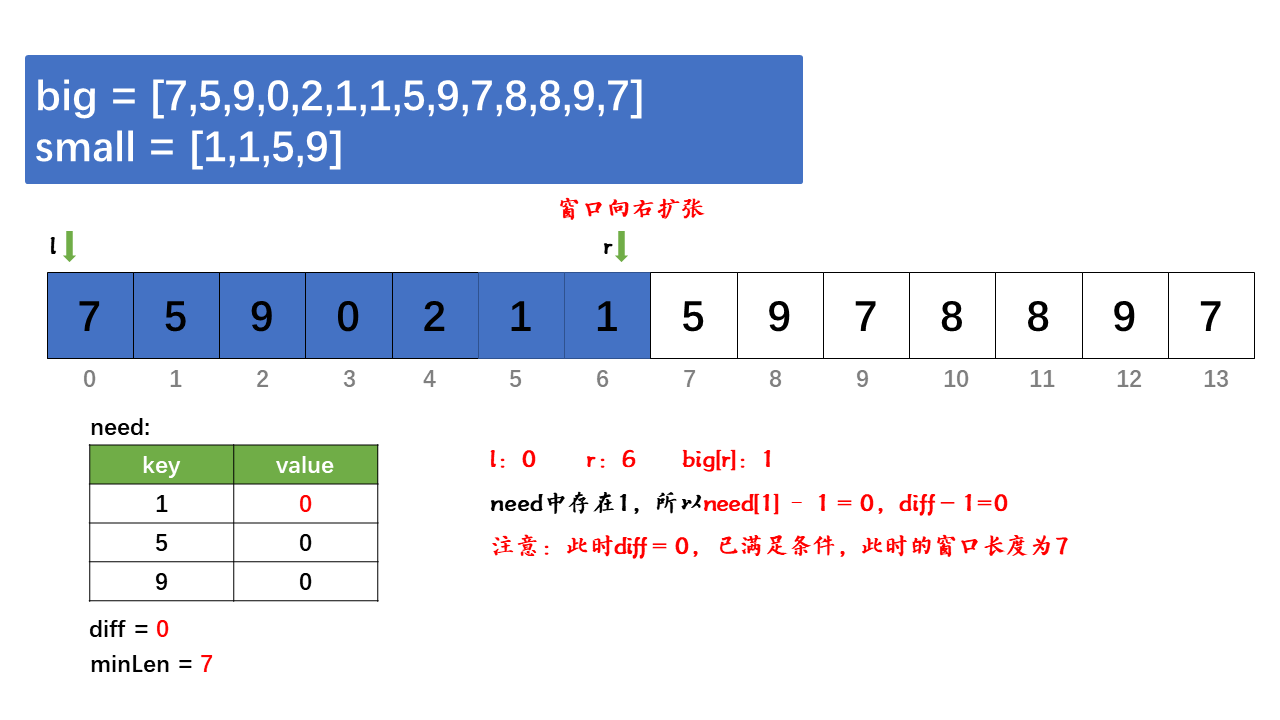 big = [7,5,9,0,2,1,1,5,9,7,8,8,9,7]
small = [1,1,5,9]
窗口向右扩张
l r
7 5 9 0 2 1 1 5 9 7 8 8 9 7
0 1 2 3 4 5 6 7 8 9 10 11 12 13
need:
key value
1 0
5 0
9 0
diff = 0
minLen = 7
l：0 r：6 big[r]：1
need中存在1，所以need[1] － 1 = 0，diff－1=0
注意：此时diff = 0，已满足条件，此时的窗口长度为7